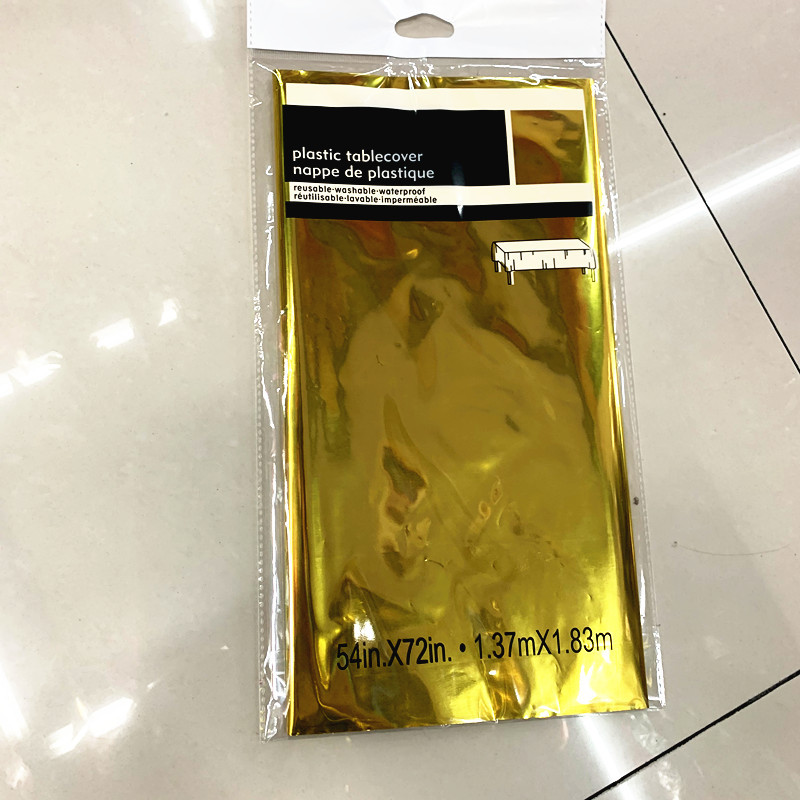 plastic tablecover
nappe de plastique
reusable·washable·waterproof
réutilisable·lavable·imperméable
54in.X72in. • 1.37mX1.83m